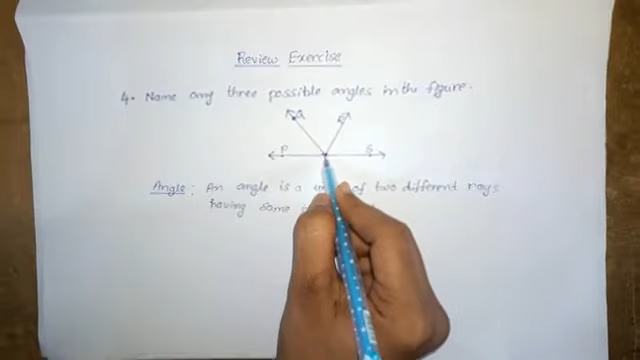 Review Exercise
4. Name any three possible angles in the figure.
P S
Angle: An angle is a of two different rays
having same